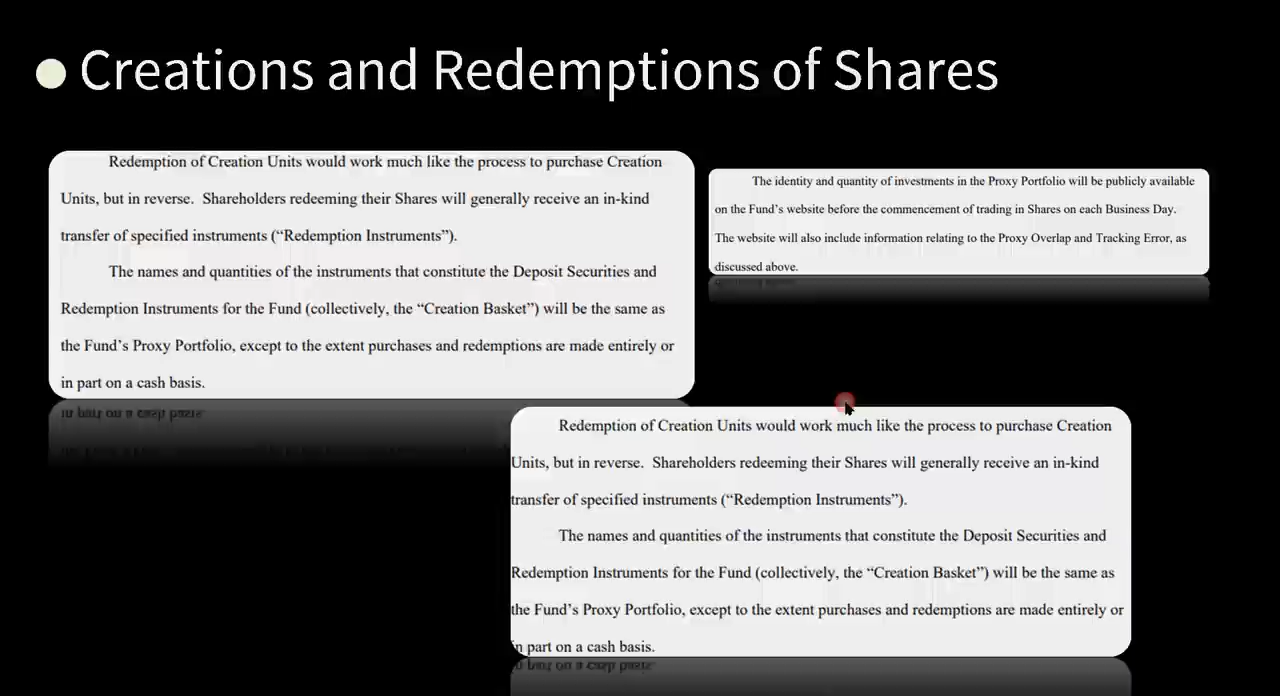 Creations and Redemptions of Shares
Redemption of Creation Units would work much like the process to purchase Creation
Units, but in reverse. Shareholders redeeming their Shares will generally receive an in-kind
transfer of specified instruments (“Redemption Instruments”).
The names and quantities of the instruments that constitute the Deposit Securities and
Redemption Instruments for the Fund (collectively, the “Creation Basket”) will be the same as
the Fund’s Proxy Portfolio, except to the extent purchases and redemptions are made entirely or
in part on a cash basis.
The identity and quantity of investments in the Proxy Portfolio will be publicly available
on the Fund’s website before the commencement of trading in Shares on each Business Day.
The website will also include information relating to the Proxy Overlap and Tracking Error, as
discussed above.
Redemption of Creation Units would work much like the process to purchase Creation
Units, but in reverse. Shareholders redeeming their Shares will generally receive an in-kind
transfer of specified instruments (“Redemption Instruments”).
The names and quantities of the instruments that constitute the Deposit Securities and
Redemption Instruments for the Fund (collectively, the “Creation Basket”) will be the same as
the Fund’s Proxy Portfolio, except to the extent purchases and redemptions are made entirely or
in part on a cash basis.